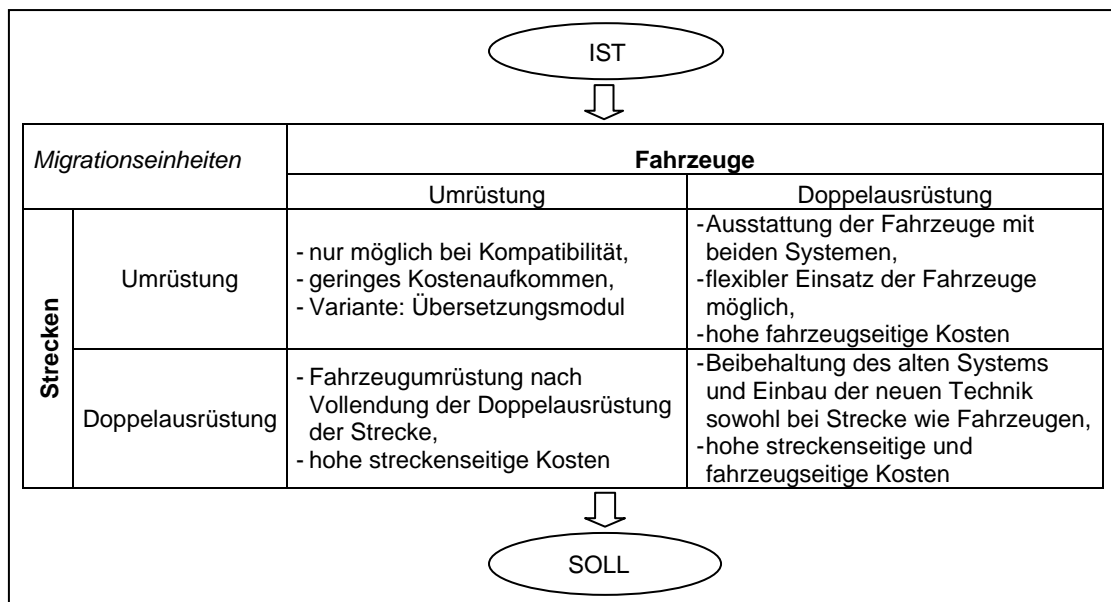 IST
Migrationseinheiten
Fahrzeuge
Umrüstung
Doppelausrüstung
Strecken
Umrüstung
- nur möglich bei Kompatibilität,
- geringes Kostenaufkommen,
- Variante: Übersetzungsmodul
-Ausstattung der Fahrzeuge mit
beiden Systemen,
-flexibler Einsatz der Fahrzeuge
möglich,
-hohe fahrzeugseitige Kosten
Doppelausrüstung
- Fahrzeugumrüstung nach
Vollendung der Doppelausrüstung
der Strecke,
- hohe streckenseitige Kosten
-Beibehaltung des alten Systems
und Einbau der neuen Technik
sowohl bei Strecke wie Fahrzeugen,
-hohe streckenseitige und
fahrzeugseitige Kosten
SOLL